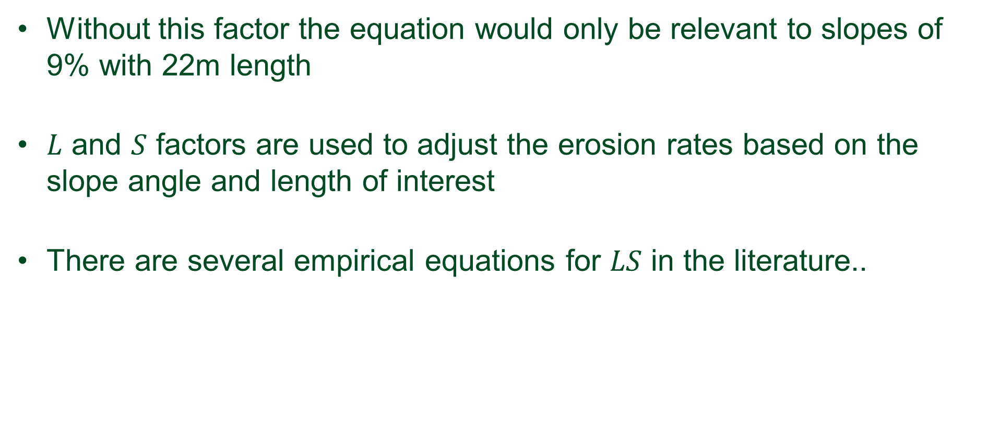 • Without this factor the equation would only be relevant to slopes of
9% with 22m length
• L and S factors are used to adjust the erosion rates based on the
slope angle and length of interest
• There are several empirical equations for LS in the literature..